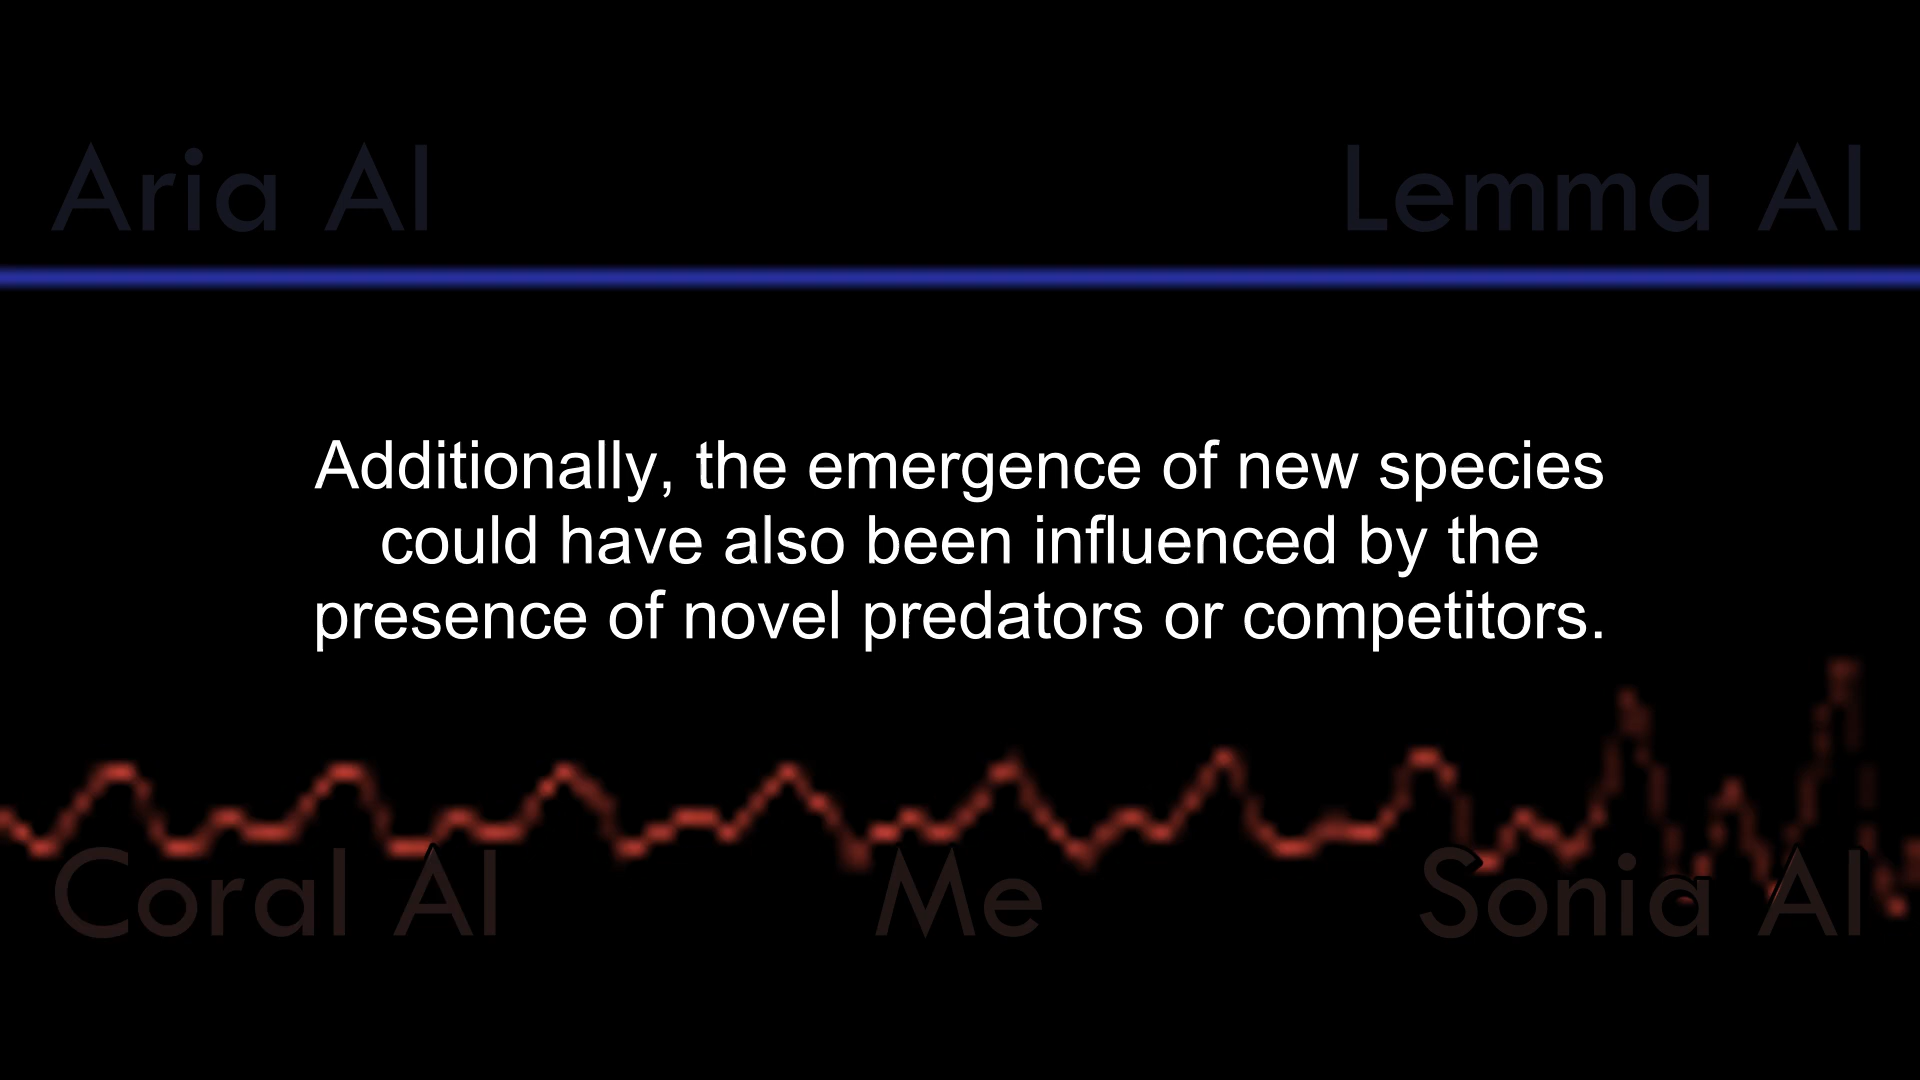 Aria AI
Lemma AI
Additionally, the emergence of new species
could have also been influenced by the
presence of novel predators or competitors.
Coral AI
Me
Sonia AI